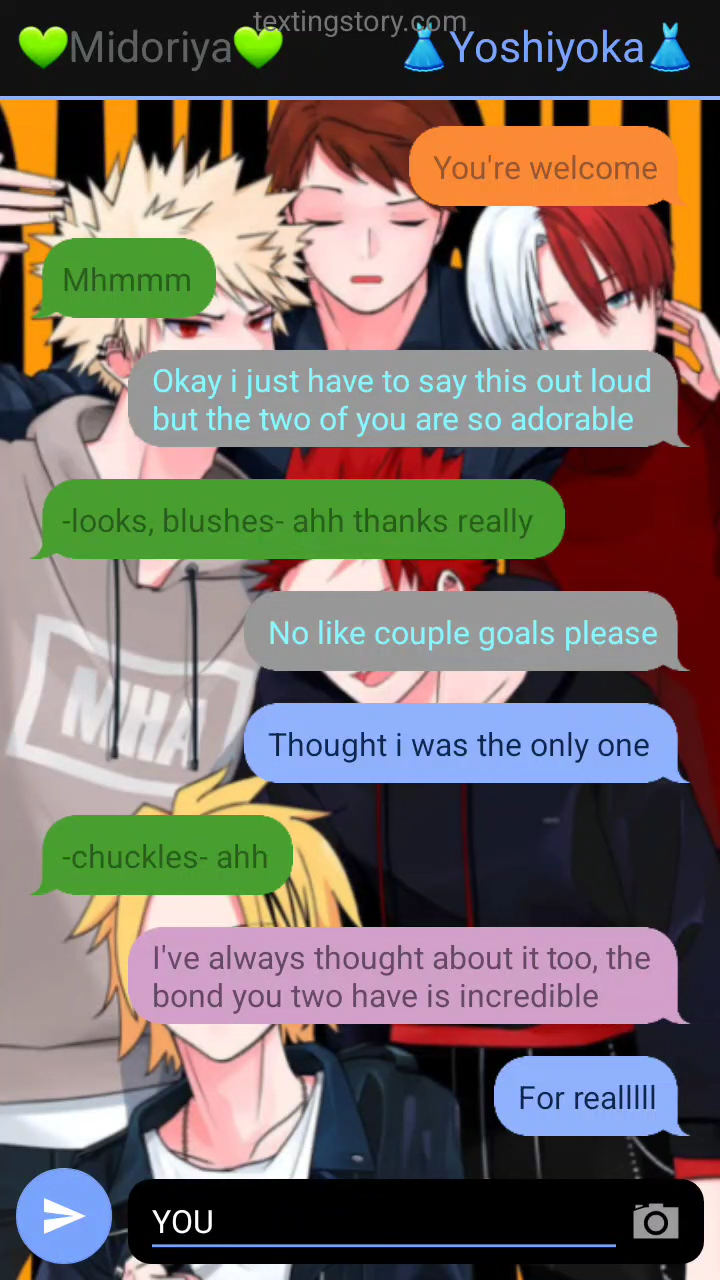 textingstory.com
💚Midoriya💚 👗Yoshiyoka👗
You're welcome
Mhmmm
Okay i just have to say this out loud
but the two of you are so adorable
-looks, blushes- ahh thanks really
No like couple goals please
Thought i was the only one
MHA
-chuckles- ahh
I've always thought about it too, the
bond you two have is incredible
For realllll
YOU